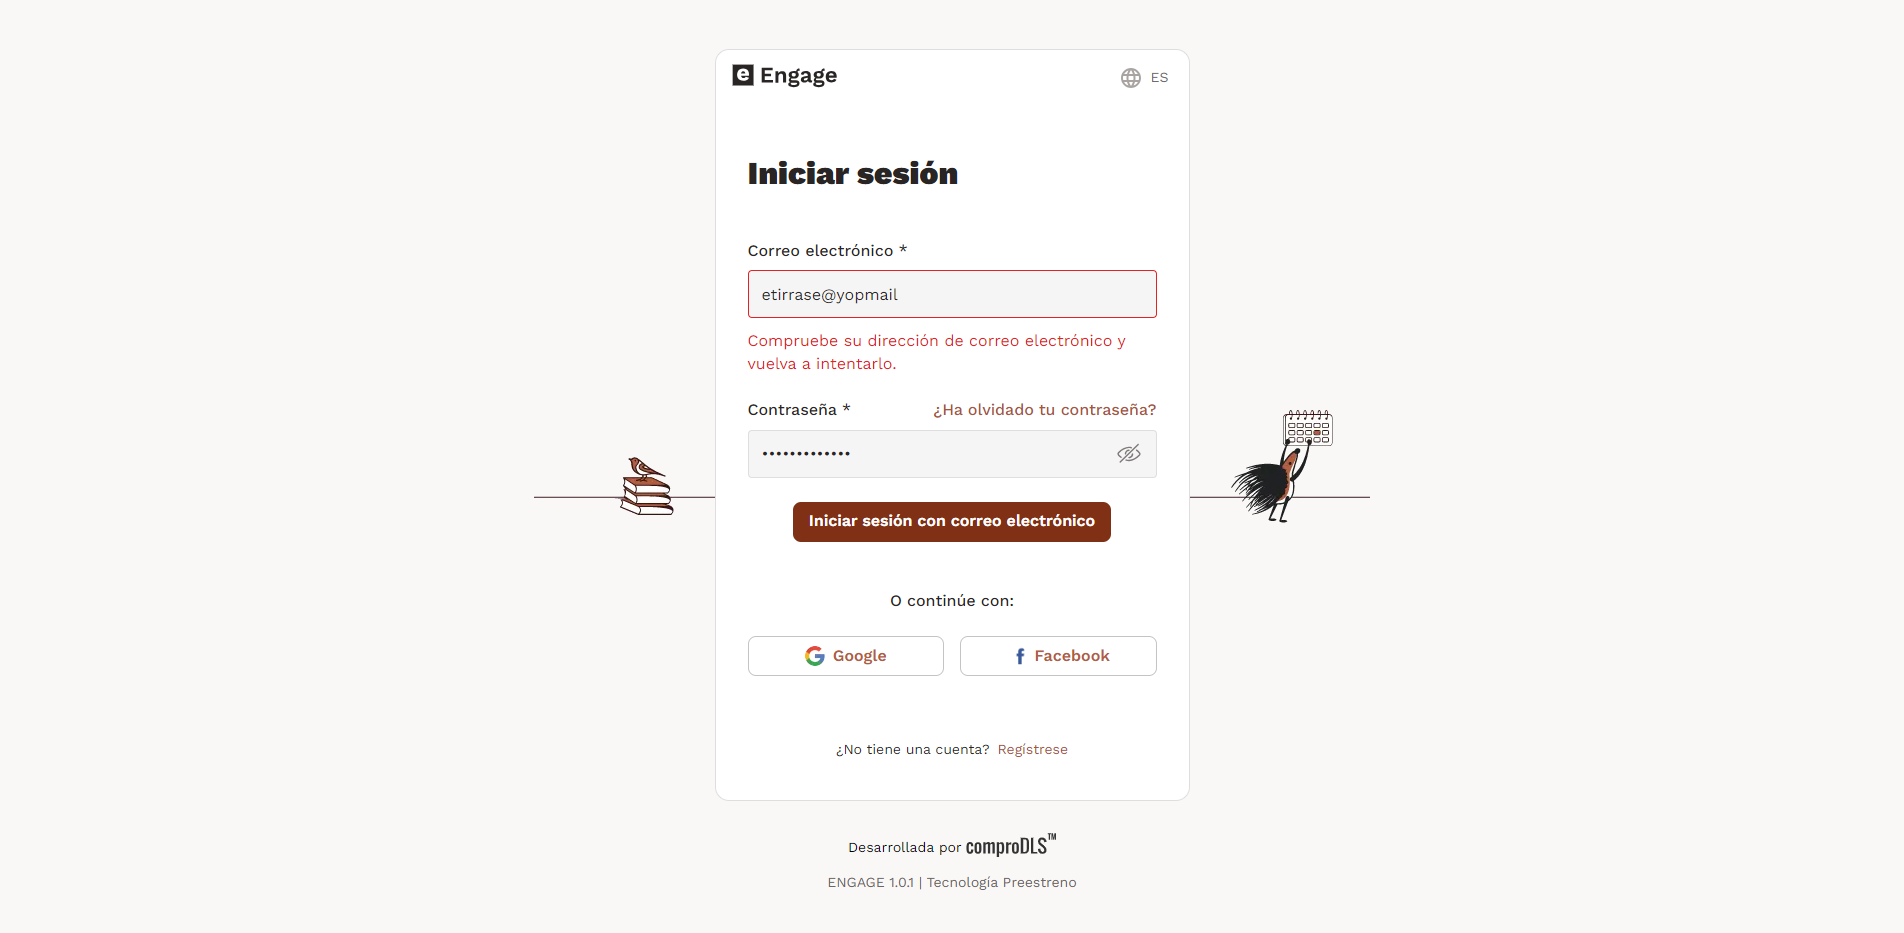 e Engage
ES
Iniciar sesión
Correo electrónico *
etirrase@yopmail
Compruebe su dirección de correo electrónico y
vuelva a intentarlo.
Contraseña *
¿Ha olvidado tu contraseña?
•••••••••••••
Iniciar sesión con correo electrónico
O continúe con:
Google
Facebook
¿No tiene una cuenta? Regístrese
Desarrollada por comproDLS™
ENGAGE 1.0.1 | Tecnología Preestreno